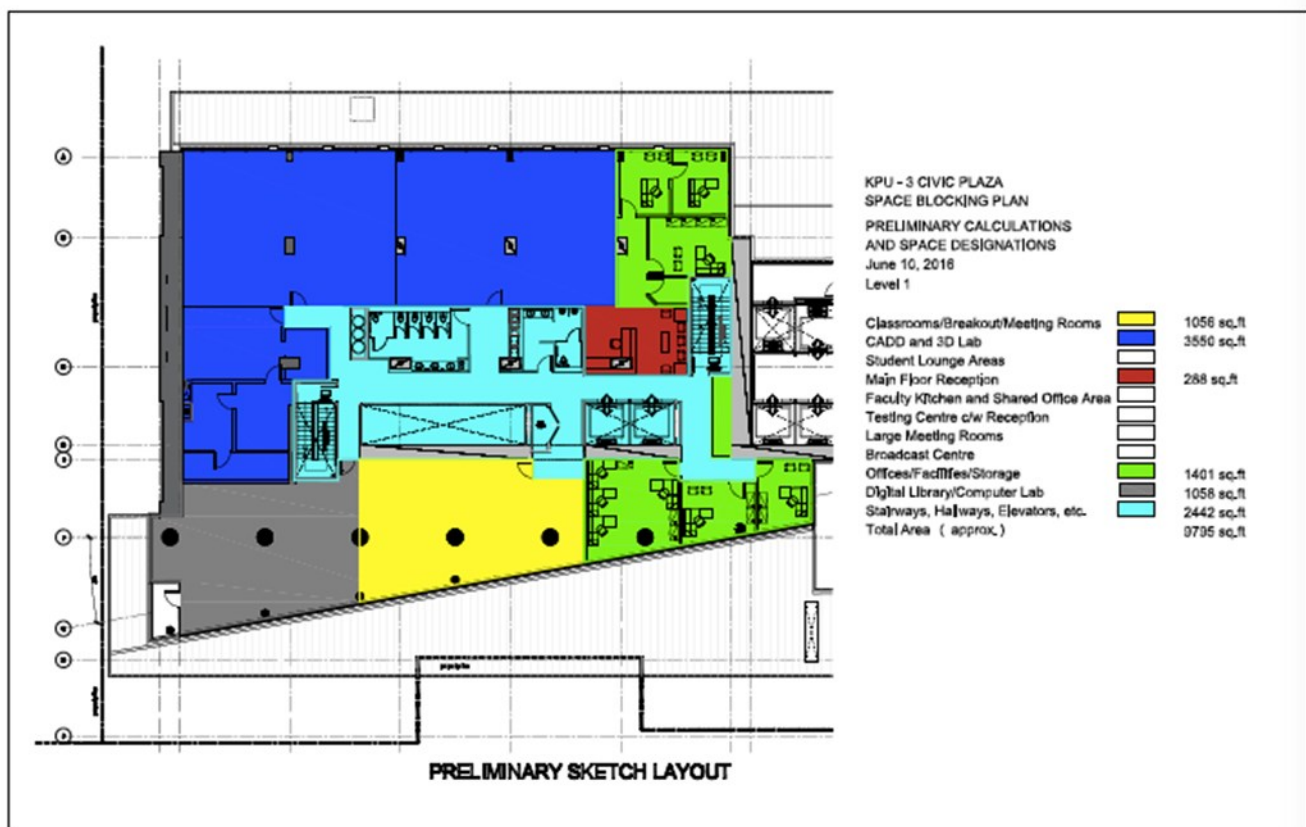 KPU - 3 CIVIC PLAZA
SPACE BLOCKING PLAN
PRELIMINARY CALCULATIONS
AND SPACE DESIGNATIONS
June 10, 2016
Level 1
Classrooms/Breakout/Meeting Rooms 1056 sq.ft
CADD and 3D Lab 3550 sq.ft
Student Lounge Areas
Main Floor Reception 288 sq.ft
Faculty Kitchen and Shared Office Area
Testing Centre c/w Reception
Large Meeting Rooms
Broadcast Centre
Offices/Facilities/Storage 1401 sq.ft
Digital Library/Computer Lab 1058 sq.ft
Stairways, Hallways, Elevators, etc. 2442 sq.ft
Total Area ( approx. ) 9795 sq.ft
PRELIMINARY SKETCH LAYOUT